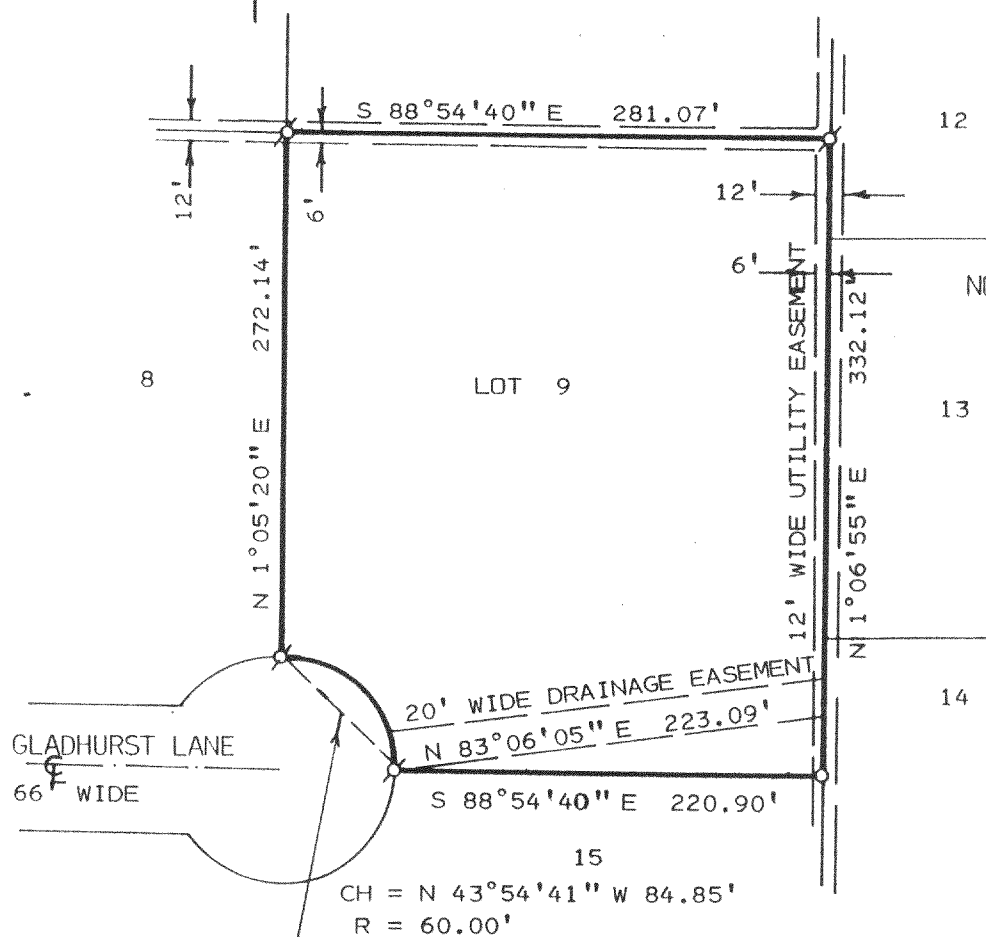 S 88°54'40" E 281.07'
12
12'
6'
12'
6'
N 1°05'20" E 272.14'
12' WIDE UTILITY EASEMENT
N 1°06'55" E 332.12'
8
LOT 9
13
20' WIDE DRAINAGE EASEMENT
N 83°06'05" E 223.09'
14
GLADHURST LANE
66' WIDE
S 88°54'40" E 220.90'
15
CH = N 43°54'41" W 84.85'
R = 60.00'